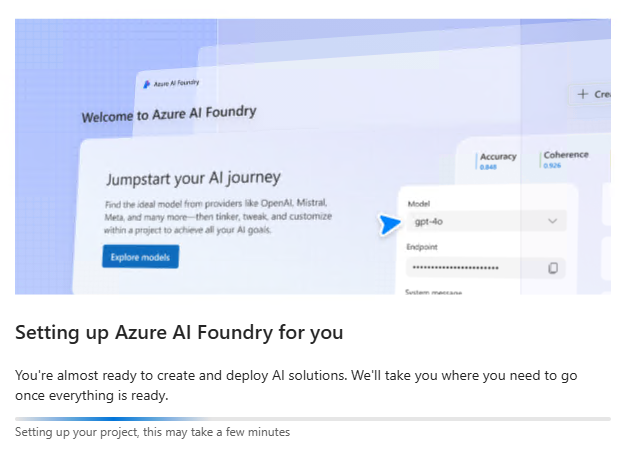 Azure AI Foundry
Welcome to Azure AI Foundry
+ Crea
Accuracy
0.848
Coherence
0.926
Jumpstart your AI journey
Find the ideal model from providers like OpenAI, Mistral,
Meta, and many more—then tinker, tweak, and customize
within a project to achieve all your AI goals.
Explore models
Model
gpt-4o
Endpoint
••••••••••••••••••••••••
System message
Setting up Azure AI Foundry for you
You're almost ready to create and deploy AI solutions. We'll take you where you need to go
once everything is ready.
Setting up your project, this may take a few minutes